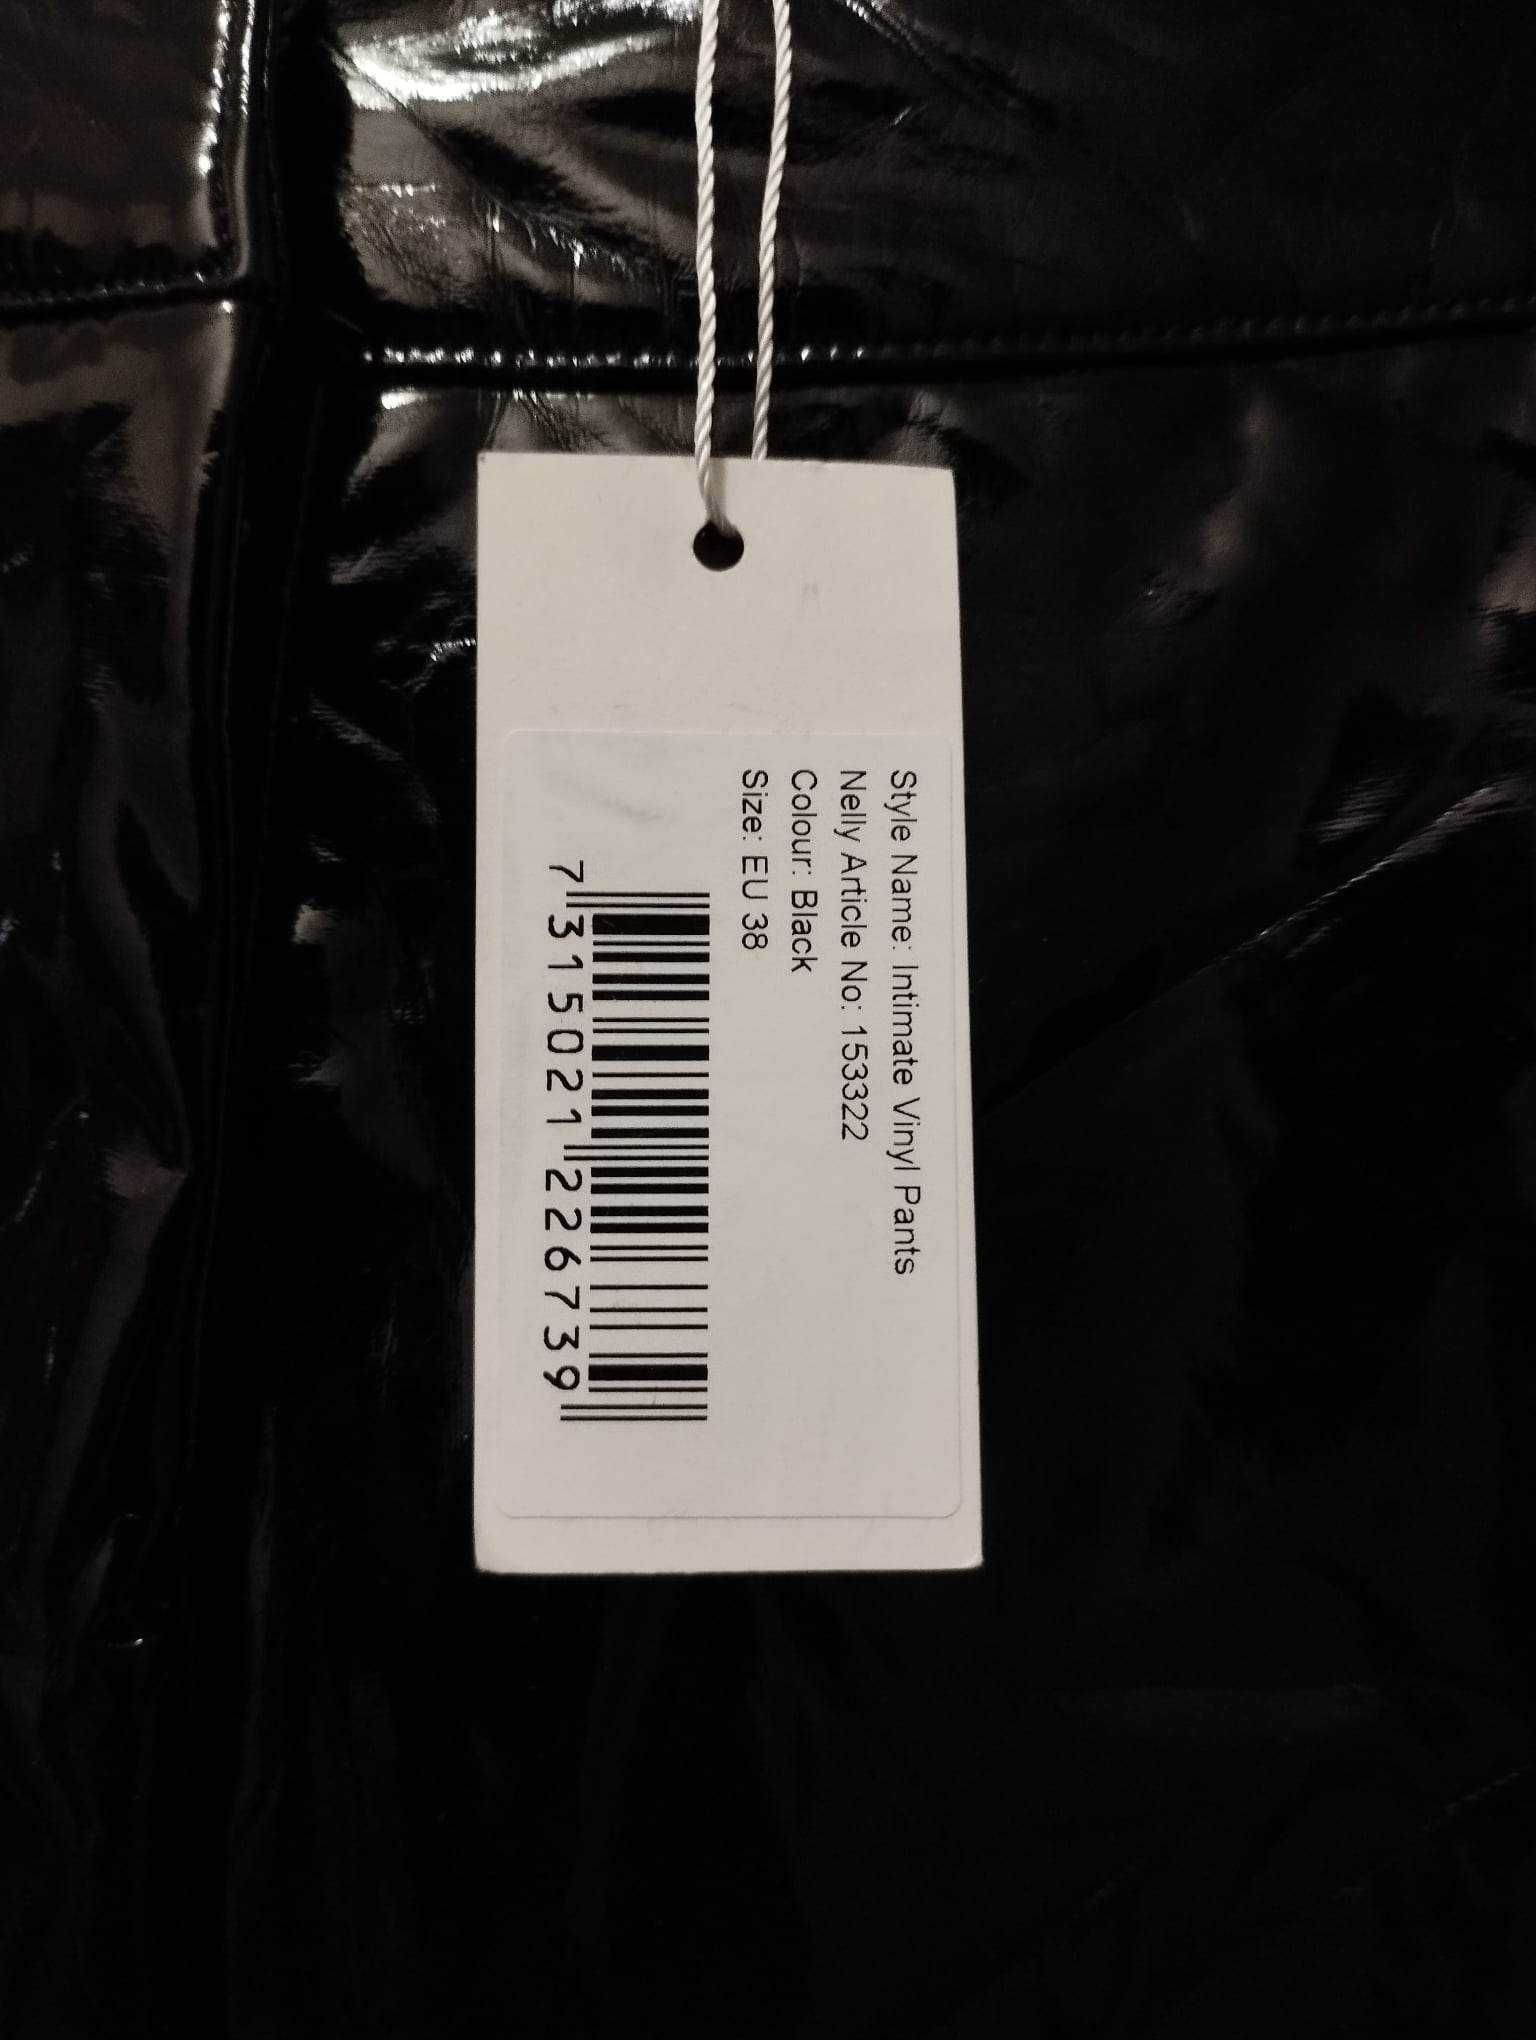 Style Name: Intimate Vinyl Pants
Nelly Article No: 153322
Colour: Black
Size: EU 38
7 315021 226739